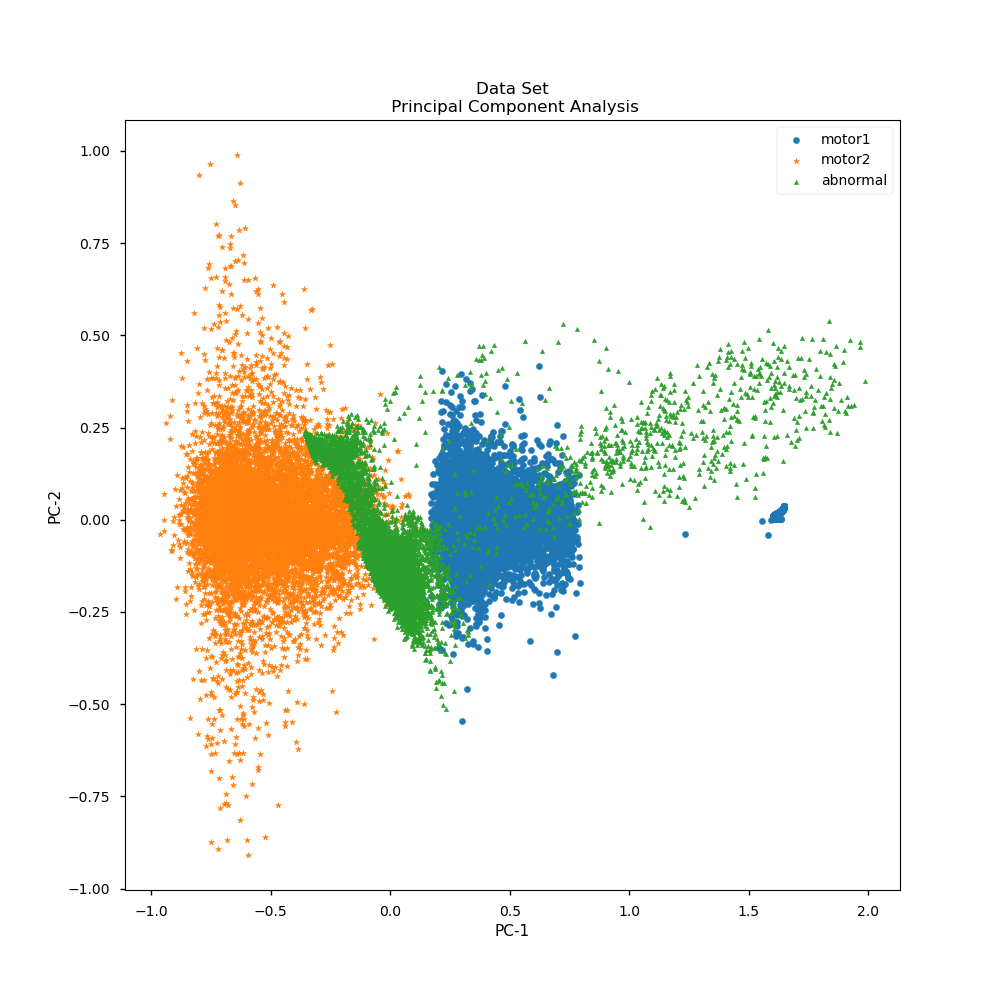 Data Set
Principal Component Analysis
motor1
motor2
abnormal
1.00
0.75
0.50
0.25
0.00
−0.25
−0.50
−0.75
−1.00
PC-2
−1.0 −0.5 0.0 0.5 1.0 1.5 2.0
PC-1